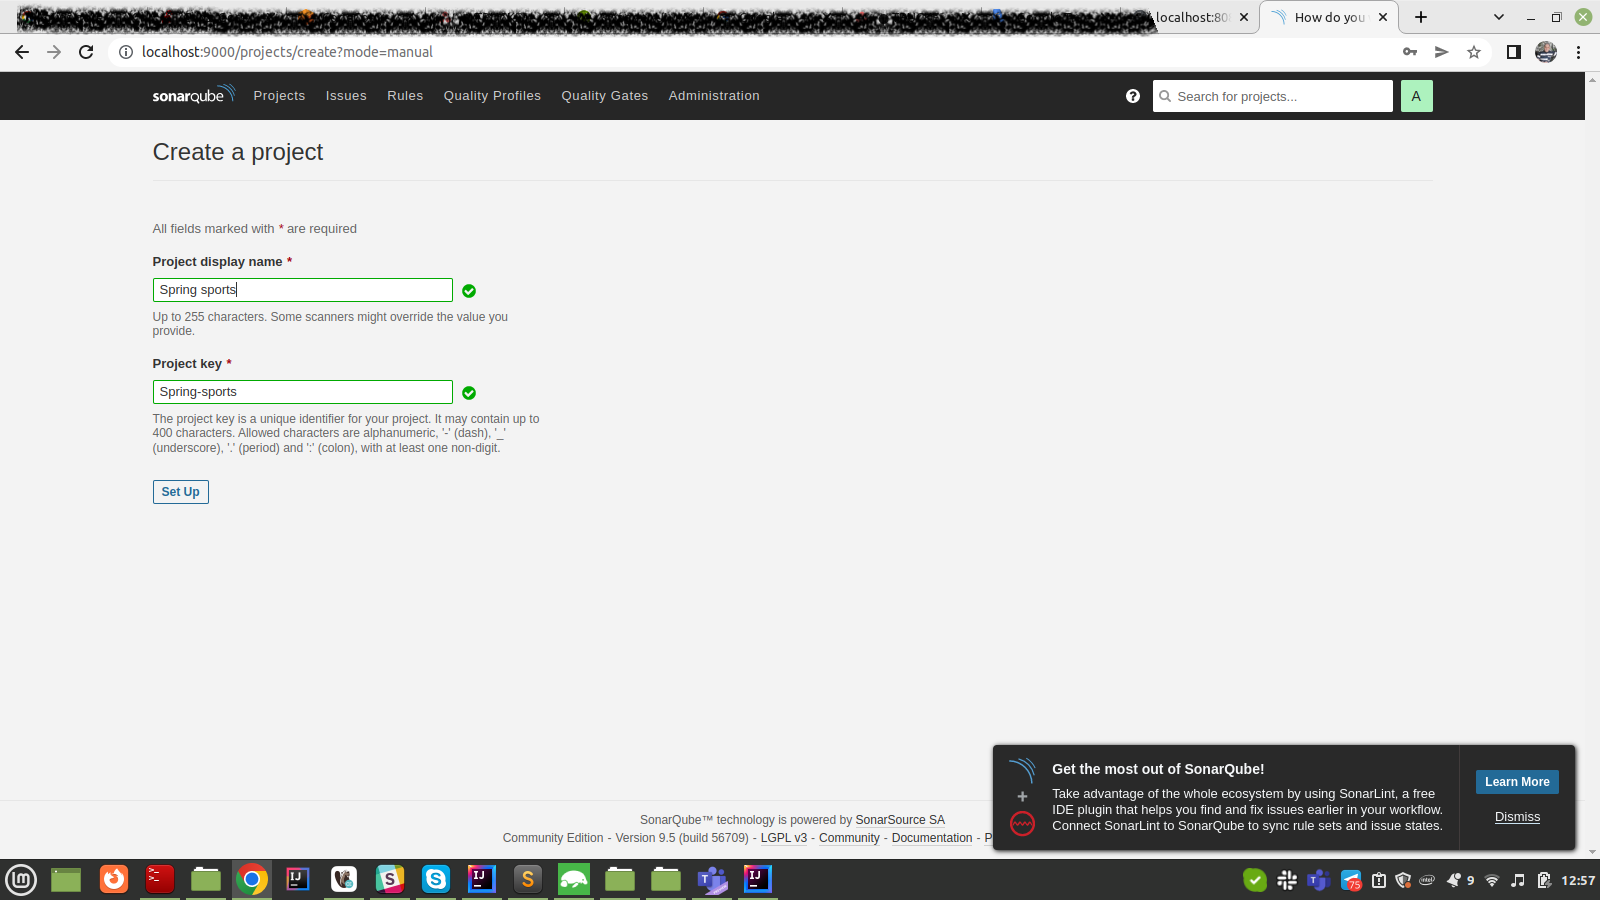 localhost:80
How do you
localhost:9000/projects/create?mode=manual
sonarqube Projects Issues Rules Quality Profiles Quality Gates Administration
Search for projects...
A
Create a project
All fields marked with * are required
Project display name *
Spring sports
Up to 255 characters. Some scanners might override the value you
provide.
Project key *
Spring-sports
The project key is a unique identifier for your project. It may contain up to
400 characters. Allowed characters are alphanumeric, '-' (dash), '_'
(underscore), '.' (period) and ':' (colon), with at least one non-digit.
Set Up
Get the most out of SonarQube!
Take advantage of the whole ecosystem by using SonarLint, a free
IDE plugin that helps you find and fix issues earlier in your workflow.
Connect SonarLint to SonarQube to sync rule sets and issue states.
Learn More
Dismiss
SonarQube™ technology is powered by SonarSource SA
Community Edition - Version 9.5 (build 56709) - LGPL v3 - Community - Documentation - P
IJ
S
IJ
S
T
IJ
T
75
intel
9
12:57